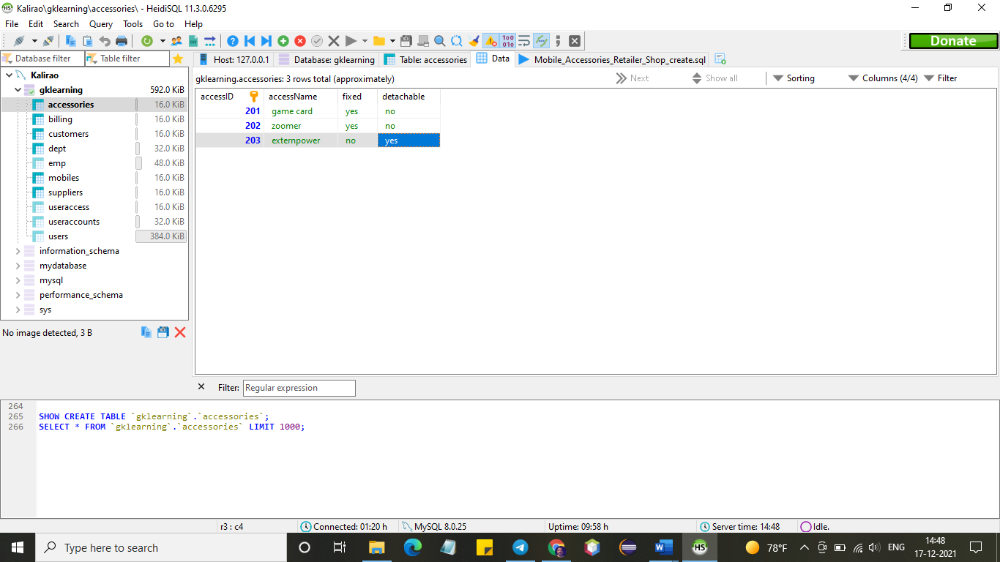 Kalirao\gklearning\accessories\ - HeidiSQL 11.3.0.6295
File Edit Search Query Tools Go to Help
Donate
Database filter Table filter
Host: 127.0.0.1 Database: gklearning Table: accessories Data Mobile_Accessories_Retailer_Shop_create.sql
Kalirao
gklearning 592.0 KiB
accessories 16.0 KiB
billing 16.0 KiB
customers 16.0 KiB
dept 32.0 KiB
emp 48.0 KiB
mobiles 16.0 KiB
suppliers 16.0 KiB
useraccess 16.0 KiB
useraccounts 32.0 KiB
users 384.0 KiB
information_schema
mydatabase
mysql
performance_schema
sys
No image detected, 3 B
gklearning.accessories: 3 rows total (approximately) Next Show all Sorting Columns (4/4) Filter
accessID accessName fixed detachable
201 game card yes no
202 zoomer yes no
203 externpower no yes
Filter: Regular expression
264
265 SHOW CREATE TABLE `gklearning`.`accessories`;
266 SELECT * FROM `gklearning`.`accessories` LIMIT 1000;
r3 : c4 Connected: 01:20 h MySQL 8.0.25 Uptime: 09:58 h Server time: 14:48 Idle.
Type here to search
HS
78°F
ENG
14:48
17-12-2021